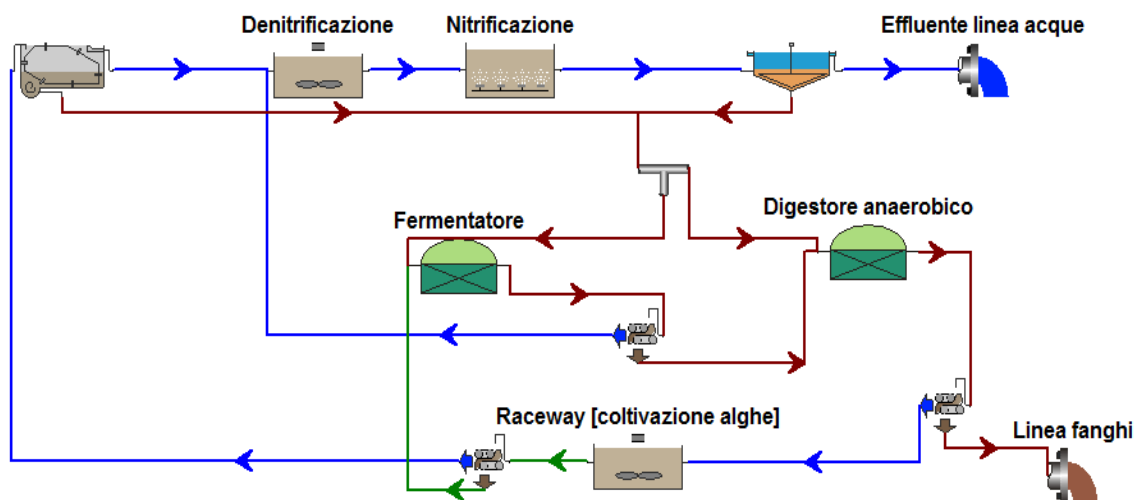 Denitrificazione
Nitrificazione
Effluente linea acque
Fermentatore
Digestore anaerobico
Raceway [coltivazione alghe]
Linea fanghi